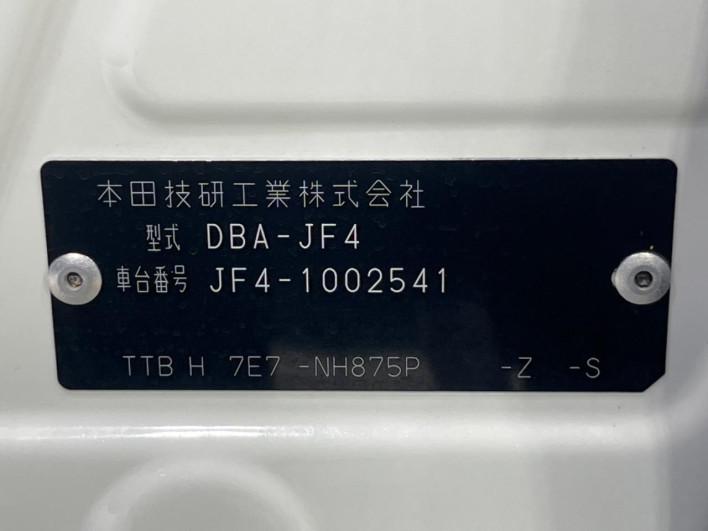 本田技研工業株式会社
型式 DBA-JF4
車台番号 JF4-1002541
TTB H 7E7 -NH875P -Z -S